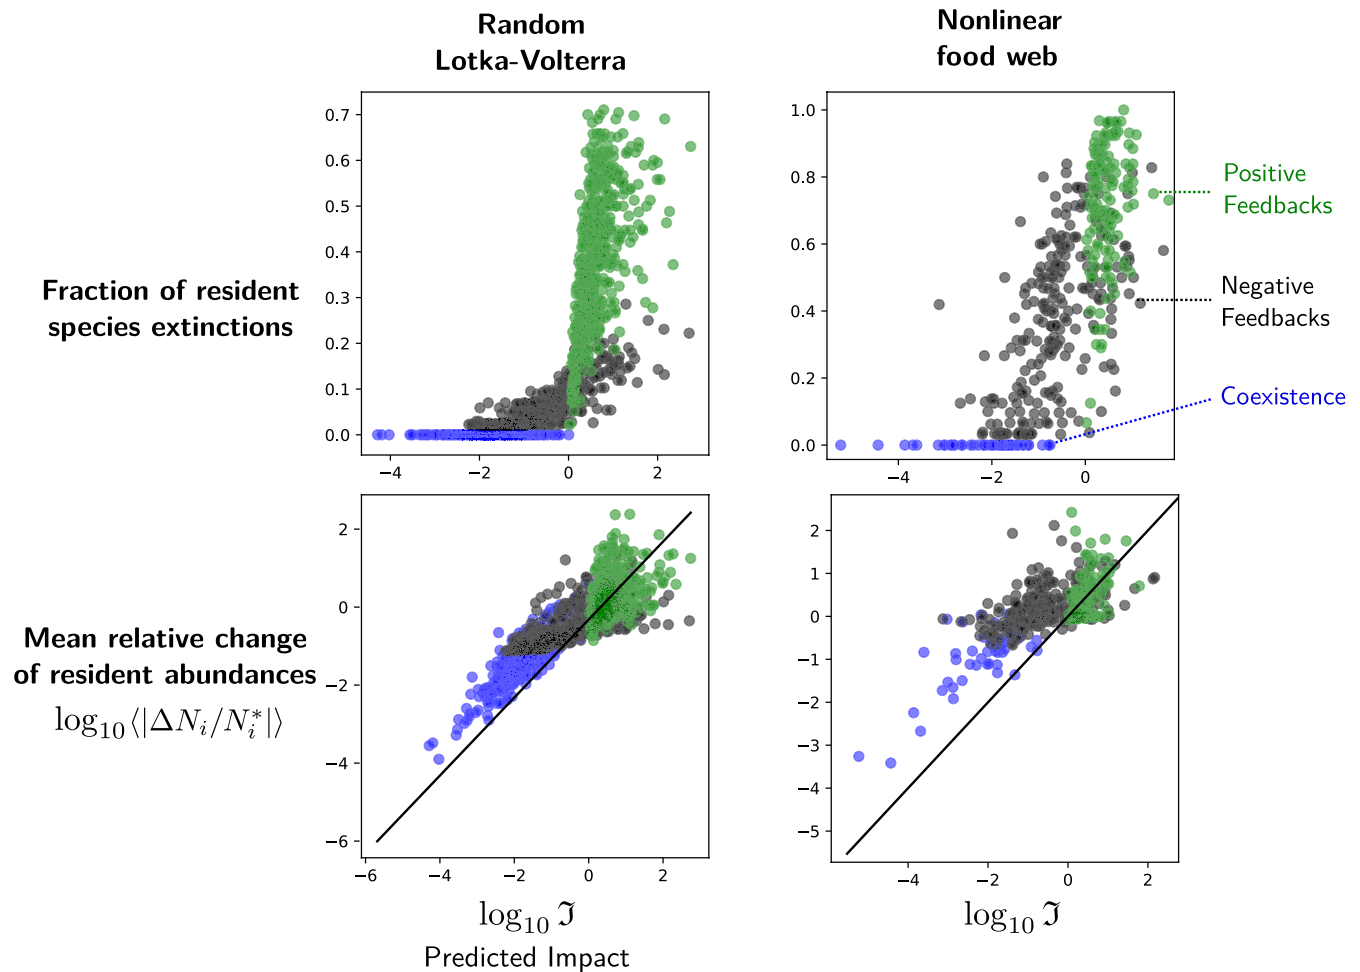 Random
Lotka-Volterra
Nonlinear
food web
0.7
0.6
0.5
0.4
0.3
0.2
0.1
0.0
−4
−2
0
2
1.0
0.8
0.6
0.4
0.2
0.0
−4
−2
0
Positive
Feedbacks
Negative
Feedbacks
Coexistence
Fraction of resident
species extinctions
2
0
−2
−4
−6
−6
−4
−2
0
2
2
1
0
−1
−2
−3
−4
−5
−4
−2
0
2
Mean relative change
of resident abundances
log₁₀⟨|ΔNᵢ/Nᵢ*|⟩
log₁₀ ℑ
Predicted Impact
log₁₀ ℑ